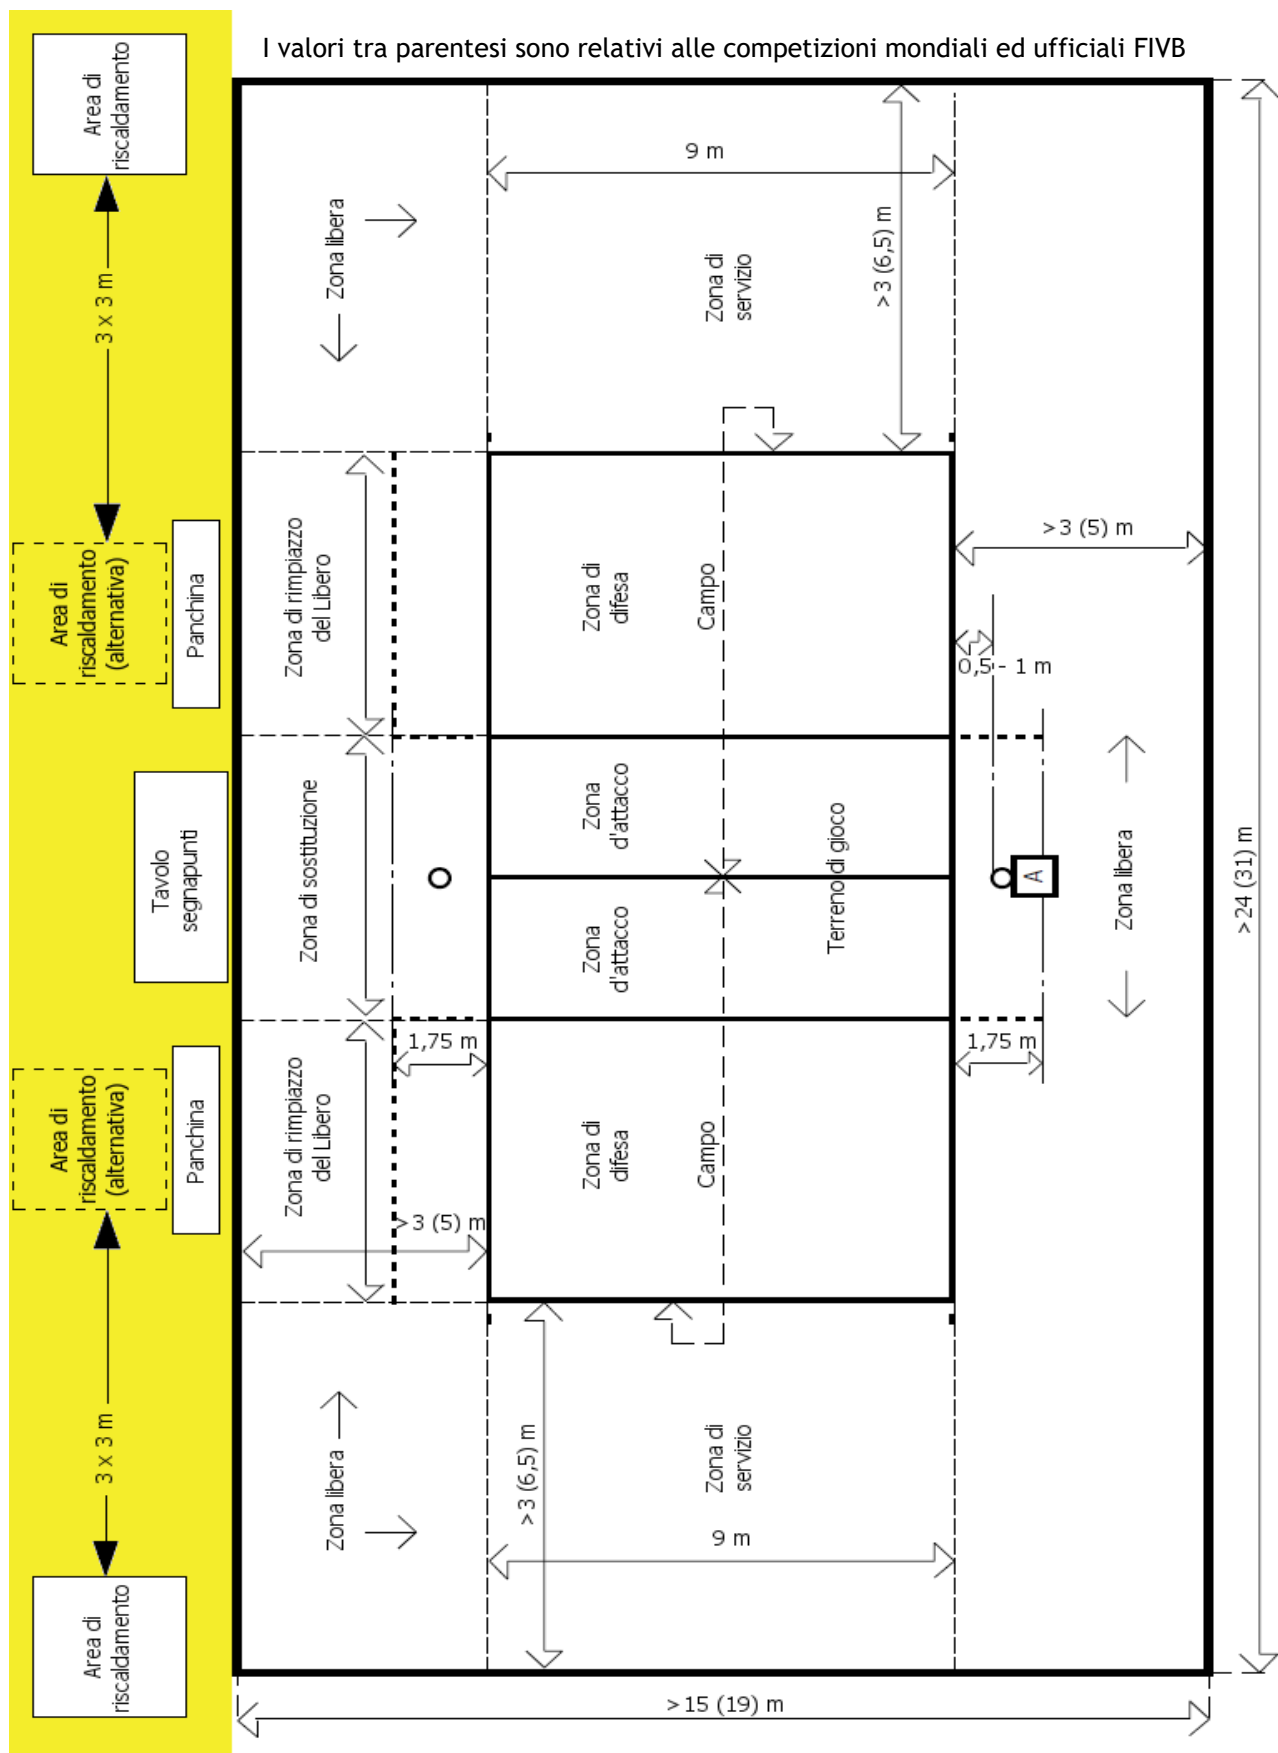 I valori tra parentesi sono relativi alle competizioni mondiali ed ufficiali FIVB
Area di
riscaldamento
3 x 3 m
Area di
riscaldamento
(alternativa)
Panchina
Tavolo
segnapunti
Panchina
Area di
riscaldamento
(alternativa)
3 x 3 m
Area di
riscaldamento
Zona libera
9 m
Zona di
servizio
>3 (6,5) m
Zona di rimpiazzo
del Libero
Zona di
difesa
Campo
>3 (5) m
0,5 - 1 m
Zona di sostituzione
Zona
d'attacco
Zona
d'attacco
Terreno di gioco
A
Zona libera
>24 (31) m
1,75 m
1,75 m
Zona di rimpiazzo
del Libero
>3 (5) m
Zona di
difesa
Campo
Zona libera
>3 (6,5) m
Zona di
servizio
9 m
>15 (19) m